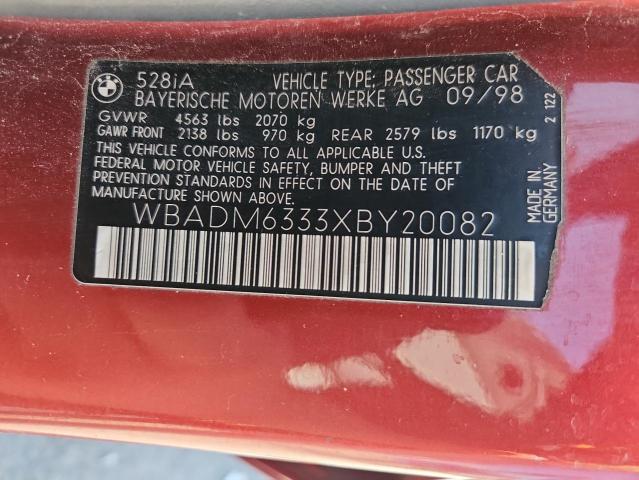 BMW
528iA VEHICLE TYPE: PASSENGER CAR
BAYERISCHE MOTOREN WERKE AG 09/98
GVWR 4563 lbs 2070 kg
GAWR FRONT 2138 lbs 970 kg REAR 2579 lbs 1170 kg
THIS VEHICLE CONFORMS TO ALL APPLICABLE U.S.
FEDERAL MOTOR VEHICLE SAFETY, BUMPER AND THEFT
PREVENTION STANDARDS IN EFFECT ON THE DATE OF
MANUFACTURE SHOWN ABOVE.
WBADM6333XBY20082
2 122
MADE IN
GERMANY